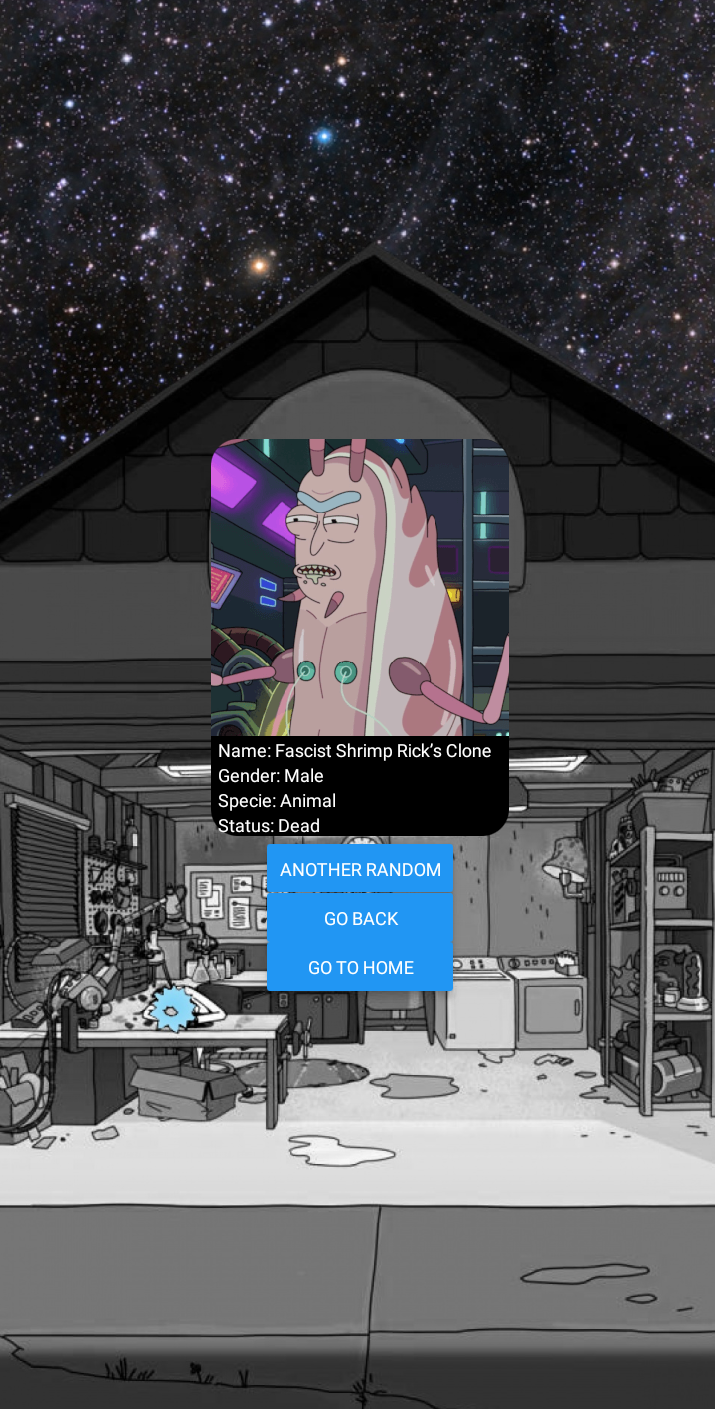 Name: Fascist Shrimp Rick’s Clone
Gender: Male
Specie: Animal
Status: Dead
ANOTHER RANDOM
GO BACK
GO TO HOME